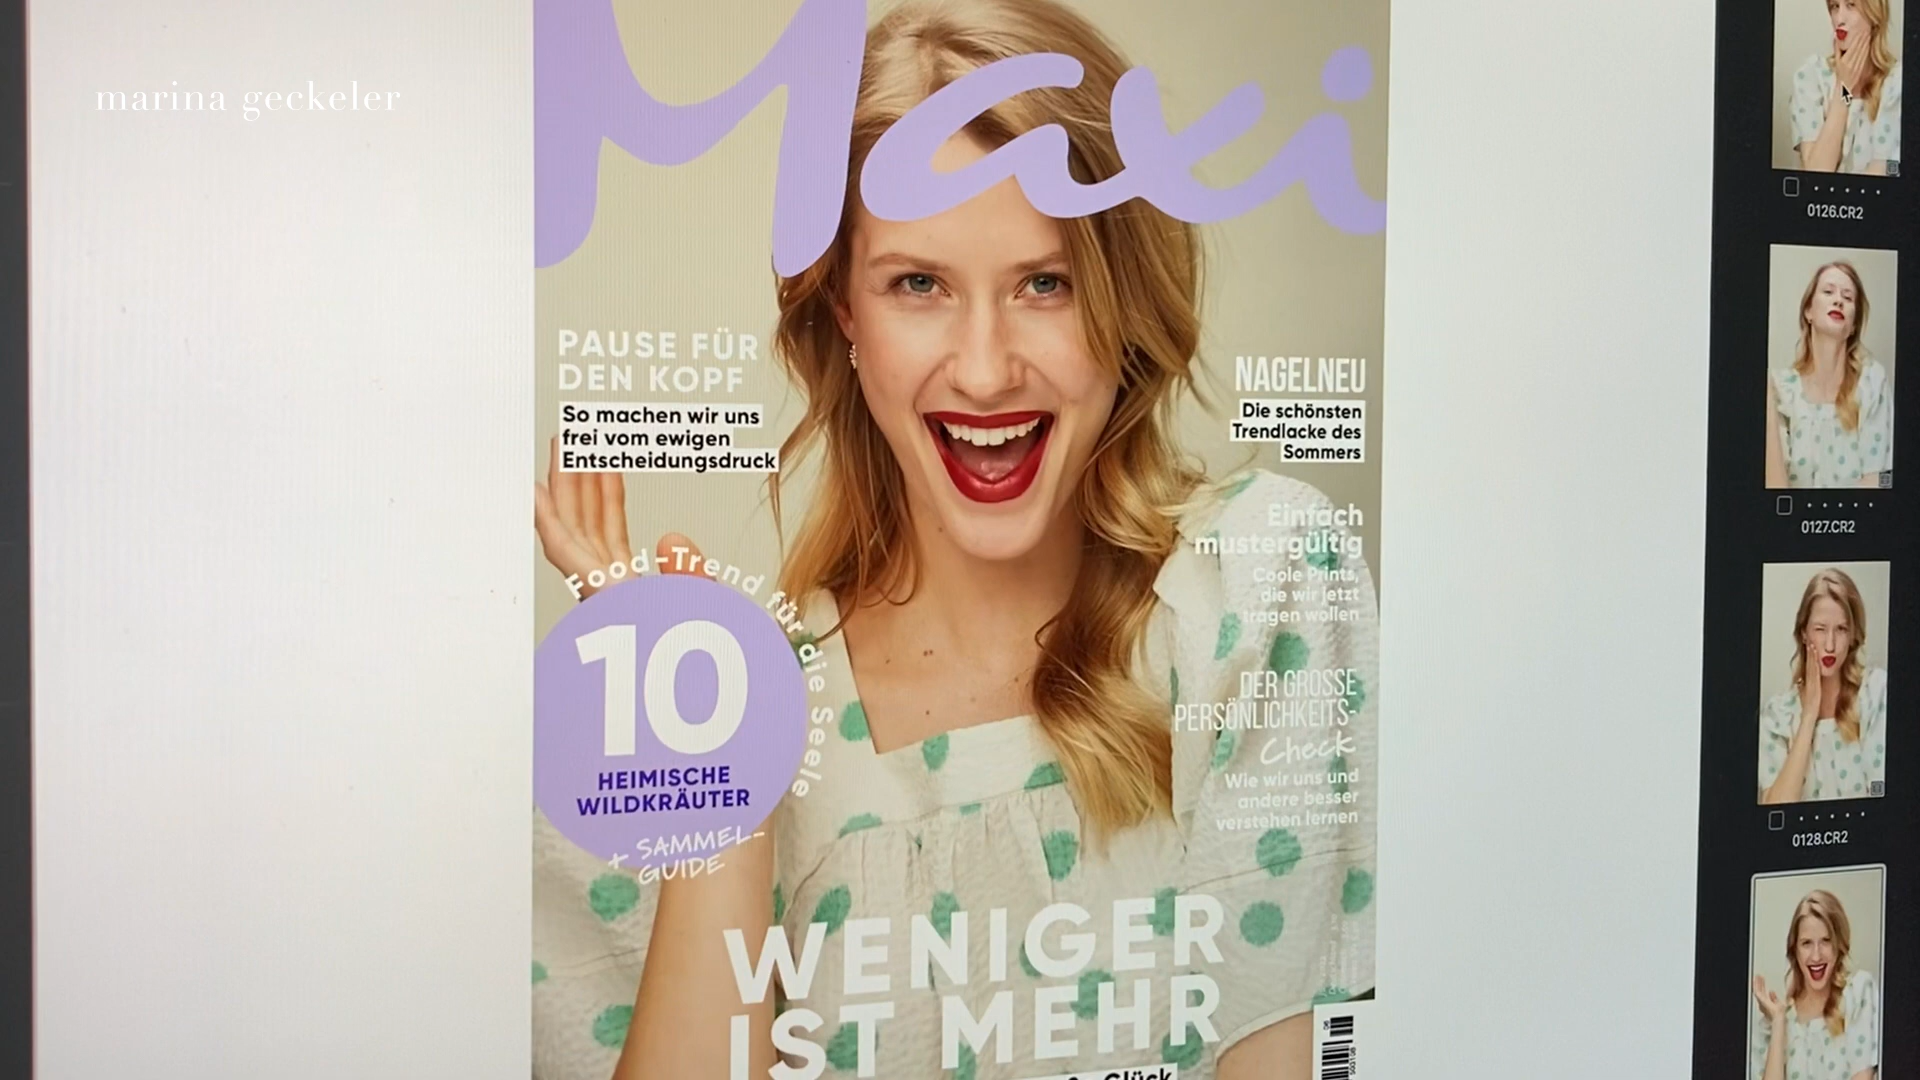 marina geckeler
Maxi
PAUSE FÜR
DEN KOPF
So machen wir uns
frei vom ewigen
Entscheidungsdruck
NAGELNEU
Die schönsten
Trendlacke des
Sommers
Einfach
mustergültig
Coole Prints,
die wir jetzt
tragen wollen
Food-Trend für die Seele
10
HEIMISCHE
WILDKRÄUTER
+ SAMMEL-
GUIDE
DER GROSSE
PERSÖNLICHKEITS-
Check
Wie wir uns und
andere besser
verstehen lernen
WENIGER
IST MEHR
Glück
0126.CR2
0127.CR2
0128.CR2